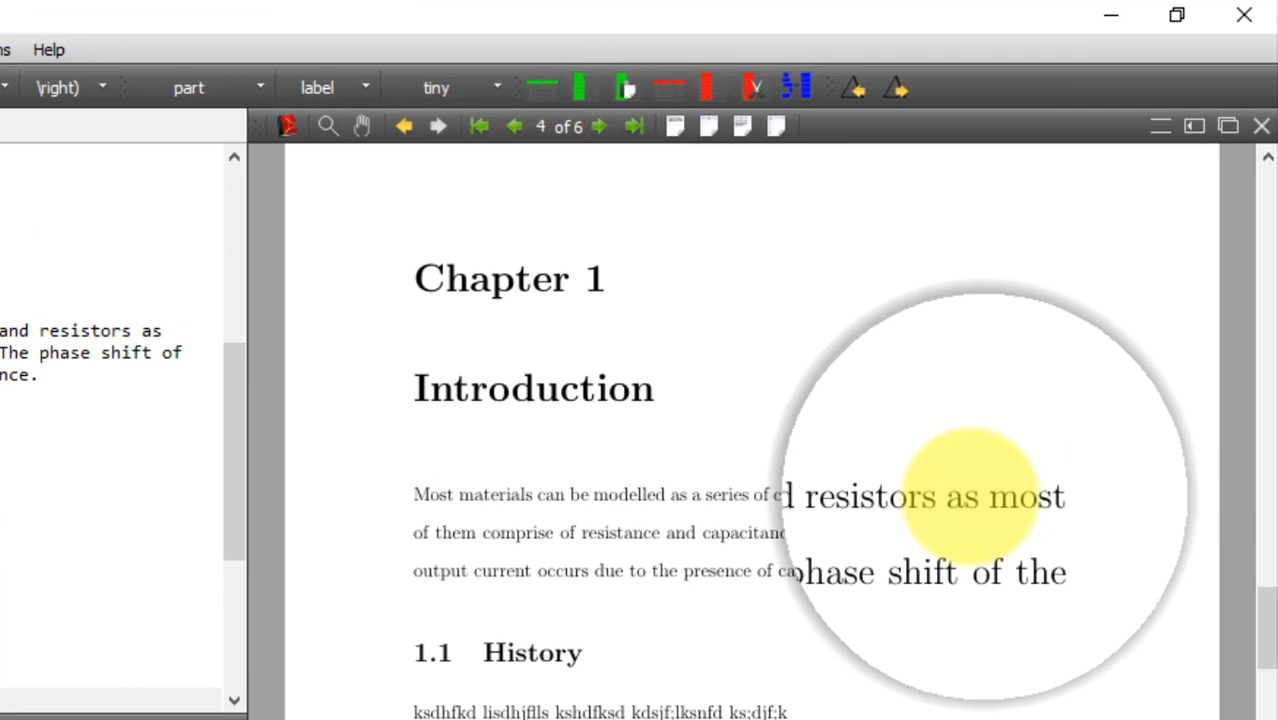 Help
\right)
part
label
tiny
4 of 6
and resistors as
The phase shift of
nce.
Chapter 1
Introduction
Most materials can be modelled as a series of
d resistors as most
of them comprise of resistance and capacitanc
output current occurs due to the presence of ca
phase shift of the
1.1 History
ksdhfkd lisdhjflls kshdfksd kdsjf;lksnfd ks;djf;k